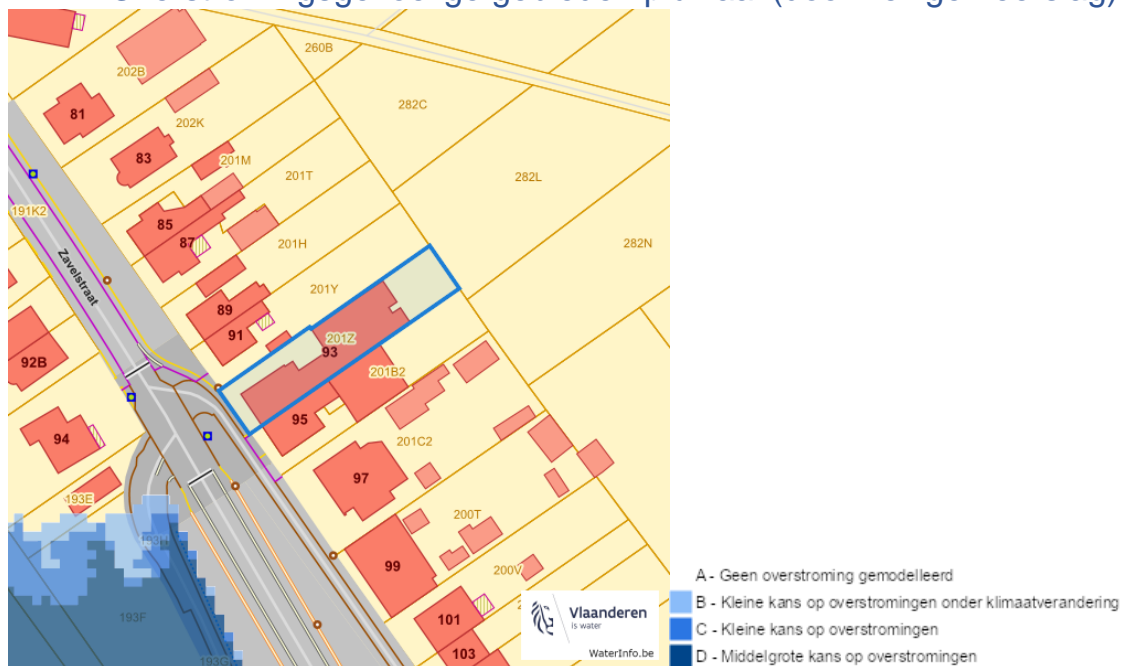 (
202B
260B
81
282C
202K
83
201M
201T
282L
191K2
85
87
201H
282N
Zavelstraat
201Y
89
91
201Z
93
92B
201B2
95
94
201C2
97
193E
200T
193H
99
200V
193F
101
193G
103
Vlaanderen
is water
WaterInfo.be
A - Geen overstroming gemodelleerd
B - Kleine kans op overstromingen onder klimaatverandering
C - Kleine kans op overstromingen
D - Middelgrote kans op overstromingen